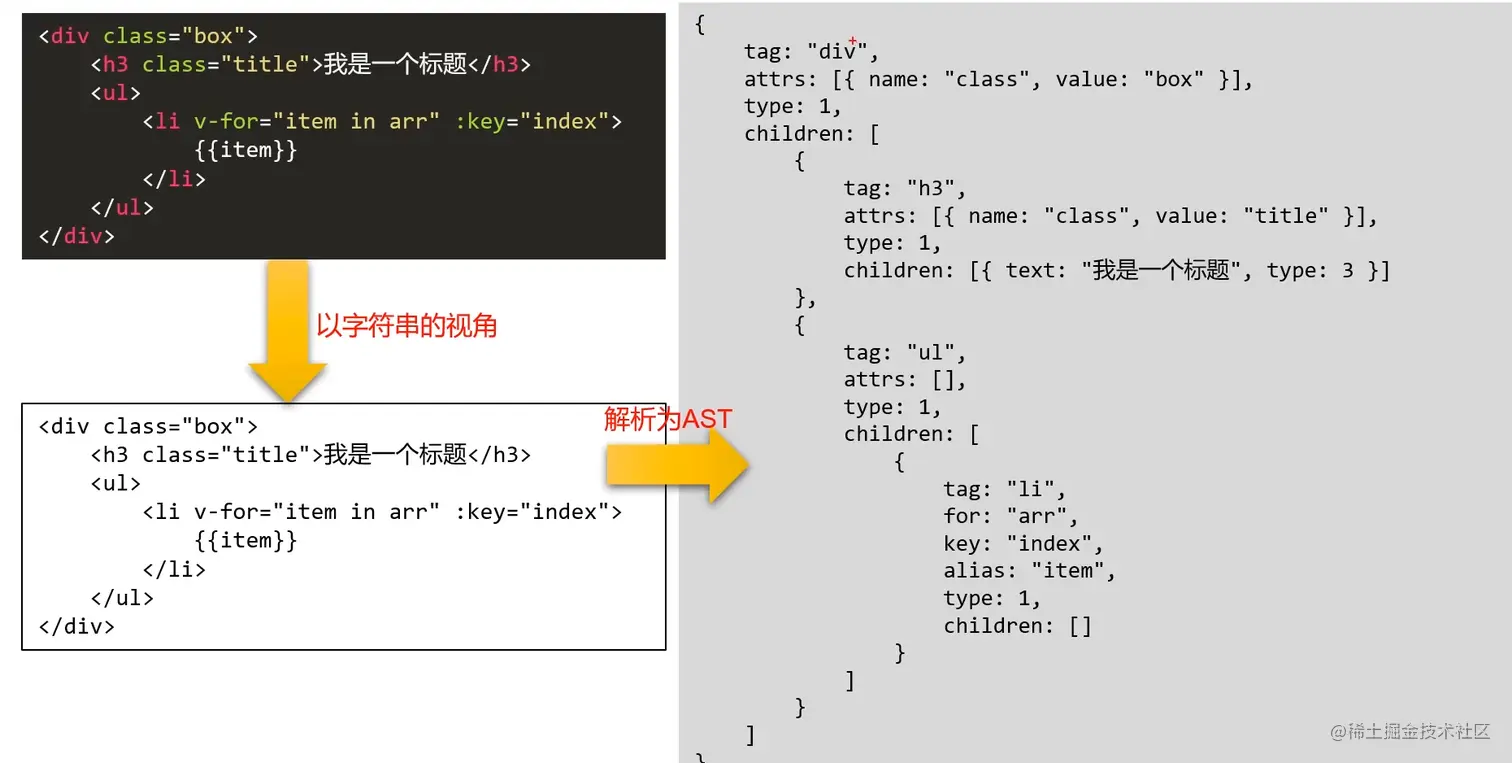 <div class="box">
    <h3 class="title">我是一个标题</h3>
    <ul>
        <li v-for="item in arr" :key="index">
            {{item}}
        </li>
    </ul>
</div>
以字符串的视角
<div class="box">
    <h3 class="title">我是一个标题</h3>
    <ul>
        <li v-for="item in arr" :key="index">
            {{item}}
        </li>
    </ul>
</div>
解析为AST
{
    tag: "div",
    attrs: [{ name: "class", value: "box" }],
    type: 1,
    children: [
        {
            tag: "h3",
            attrs: [{ name: "class", value: "title" }],
            type: 1,
            children: [{ text: "我是一个标题", type: 3 }]
        },
        {
            tag: "ul",
            attrs: [],
            type: 1,
            children: [
                {
                    tag: "li",
                    for: "arr",
                    key: "index",
                    alias: "item",
                    type: 1,
                    children: []
                }
            ]
        }
    ]
}
@稀土掘金技术社区